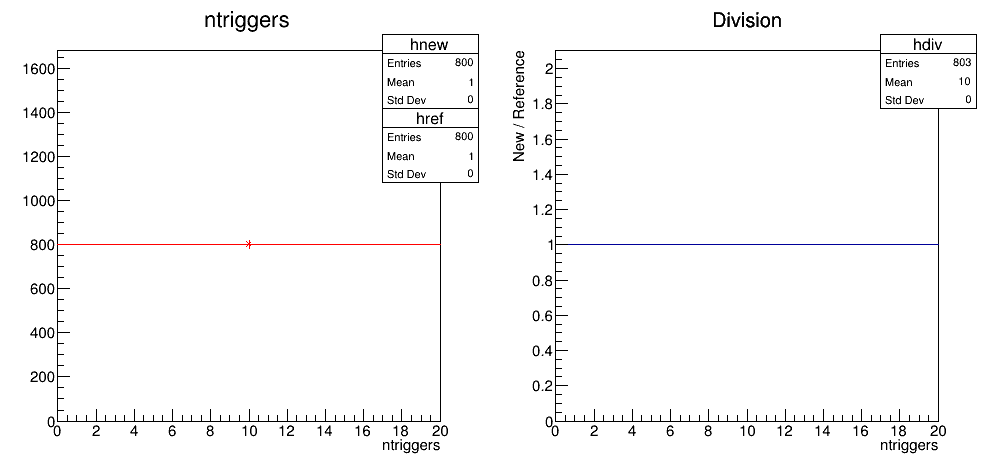 ntriggers
hnew
Entries 800
Mean 1
Std Dev 0
href
Entries 800
Mean 1
Std Dev 0
1600
1400
1200
1000
800
600
400
200
0
0 2 4 6 8 10 12 14 16 18 20
ntriggers
Division
hdiv
Entries 803
Mean 10
Std Dev 0
New / Reference
2
1.8
1.6
1.4
1.2
1
0.8
0.6
0.4
0.2
0
0 2 4 6 8 10 12 14 16 18 20
ntriggers